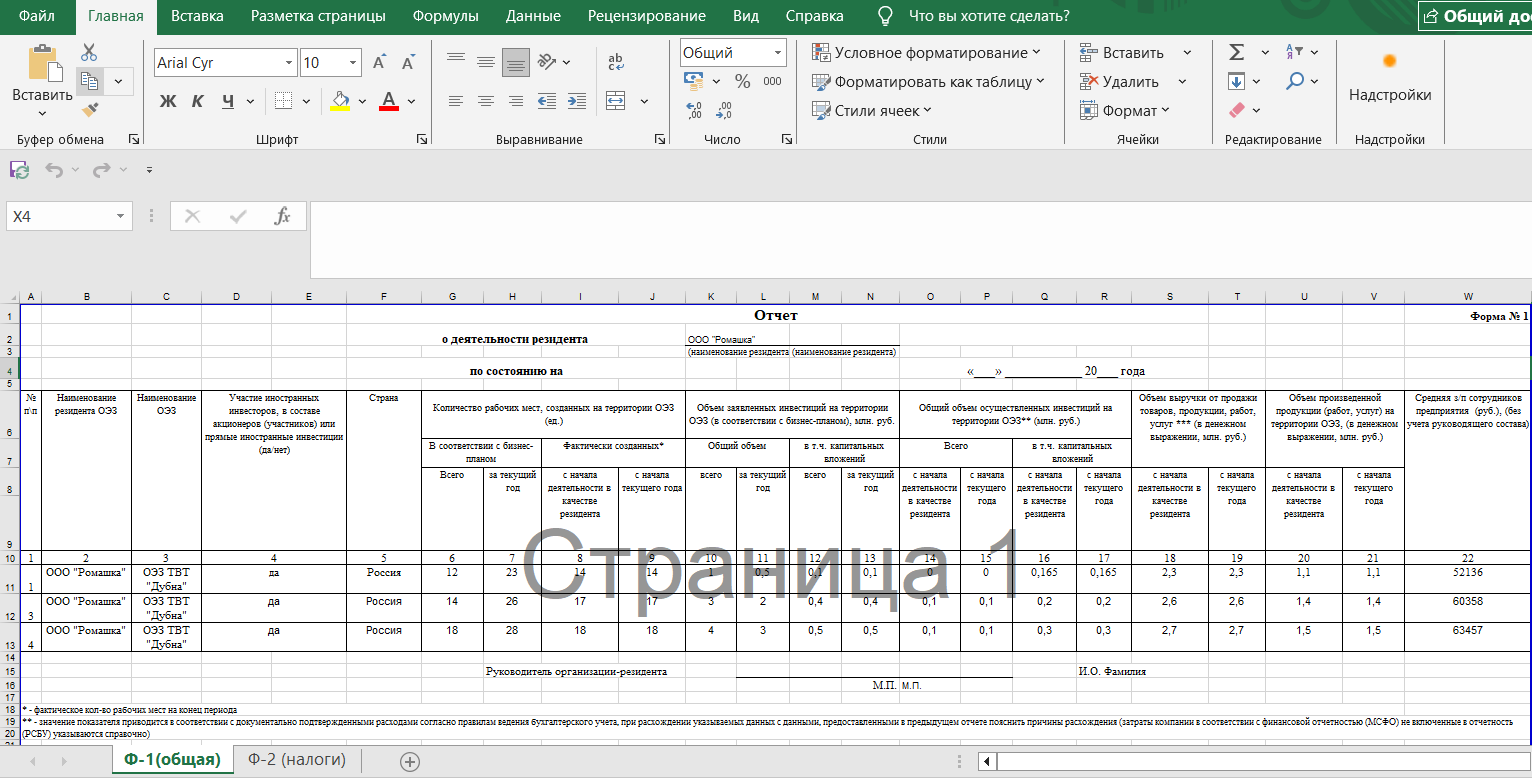 Файл Главная Вставка Разметка страницы Формулы Данные Рецензирование Вид Справка Что вы хотите сделать? Общий дос
Вставить
Arial Cyr 10
Ж К Ч
ab
Общий
% 000
Условное форматирование
Форматировать как таблицу
Стили ячеек
Вставить
Удалить
Формат
Надстройки
Буфер обмена Шрифт Выравнивание Число Стили Ячейки Редактирование Надстройки
X4 fx
A B C D E F G H I J K L M N O P Q R S T U V W
1 Отчет Форма № 1
2 о деятельности резидента ООО "Ромашка"
3 (наименование резидента (наименование резидента)
4 по состоянию на «____» _____________ 20____ года
5
№ п\п
Наименование резидента ОЭЗ
Наименование ОЭЗ
Участие иностранных инвесторов, в составе акционеров (участников) или прямые иностранные инвестиции (да/нет)
Страна
Количество рабочих мест, созданных на территории ОЭЗ (ед.)
Объем заявленных инвестиций на территории ОЭЗ (в соответствии с бизнес-планом), млн. руб.
Общий объем осуществленных инвестиций на территории ОЭЗ** (млн. руб.)
Объем выручки от продажи товаров, продукции, работ, услуг *** (в денежном выражении, млн. руб.)
Объем произведенной продукции (работ, услуг) на территории ОЭЗ, (в денежном выражении, млн. руб.)
Средняя з/п сотрудников предприятия (руб.), (без учета руководящего состава)
6
7 В соответствии с бизнес-планом Фактически созданных* Общий объем в т.ч. капитальных вложений Всего в т.ч. капитальных вложений
8
Всего
за текущий год
с начала деятельности в качестве резидента
с начала текущего года
всего
за текущий год
всего
за текущий год
с начала деятельности в качестве резидента
с начала текущего года
с начала деятельности в качестве резидента
с начала текущего года
с начала деятельности в качестве резидента
с начала текущего года
с начала деятельности в качестве резидента
с начала текущего года
9
10 1 2 3 4 5 6 7 8 9 10 11 12 13 14 15 16 17 18 19 20 21 22
11 1 ООО "Ромашка" ОЭЗ ТВТ "Дубна" да Россия 12 23 14 14 1 0,5 0,1 0,1 0 0 0,165 0,165 2,3 2,3 1,1 1,1 52136
12 3 ООО "Ромашка" ОЭЗ ТВТ "Дубна" да Россия 14 26 17 17 3 2 0,4 0,4 0,1 0,1 0,2 0,2 2,6 2,6 1,4 1,4 60358
13 4 ООО "Ромашка" ОЭЗ ТВТ "Дубна" да Россия 18 28 18 18 4 3 0,5 0,5 0,1 0,1 0,3 0,3 2,7 2,7 1,5 1,5 63457
Страница 1
14
15 Руководитель организации-резидента И.О. Фамилия
16 М.П. М.П.
17
18 * - фактическое кол-во рабочих мест на конец периода
19 ** - значение показателя приводится в соответствии с документально подтвержденными расходами согласно правилам ведения бухгалтерского учета, при расхождении указываемых данных с данными, предоставленными в предыдущем отчете пояснить причины расхождения (затраты компании в соответствии с финансовой отчетностью (МСФО) не включенные в отчетность
20 (РСБУ) указываются справочно)
Ф-1(общая) Ф-2 (налоги)